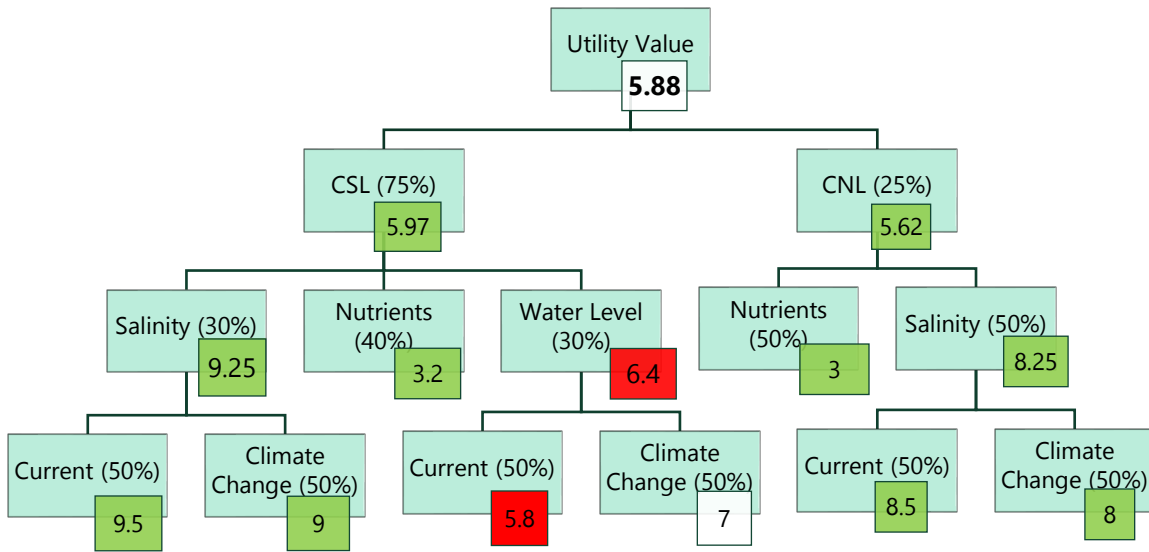 Utility Value
5.88
CSL (75%)
5.97
CNL (25%)
5.62
Salinity (30%)
9.25
Nutrients
(40%)
3.2
Water Level
(30%)
6.4
Nutrients
(50%)
3
Salinity (50%)
8.25
Current (50%)
9.5
Climate
Change (50%)
9
Current (50%)
5.8
Climate
Change (50%)
7
Current (50%)
8.5
Climate
Change (50%)
8